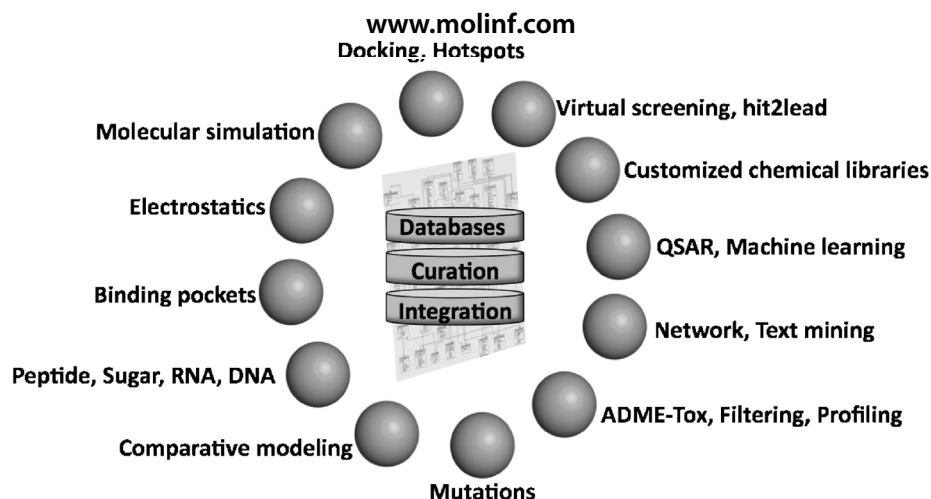 www.molinf.com
Docking, Hotspots
Virtual screening, hit2lead
Molecular simulation
Customized chemical libraries
Electrostatics
Databases
QSAR, Machine learning
Curation
Binding pockets
Integration
Network, Text mining
Peptide, Sugar, RNA, DNA
ADME-Tox, Filtering, Profiling
Comparative modeling
Mutations